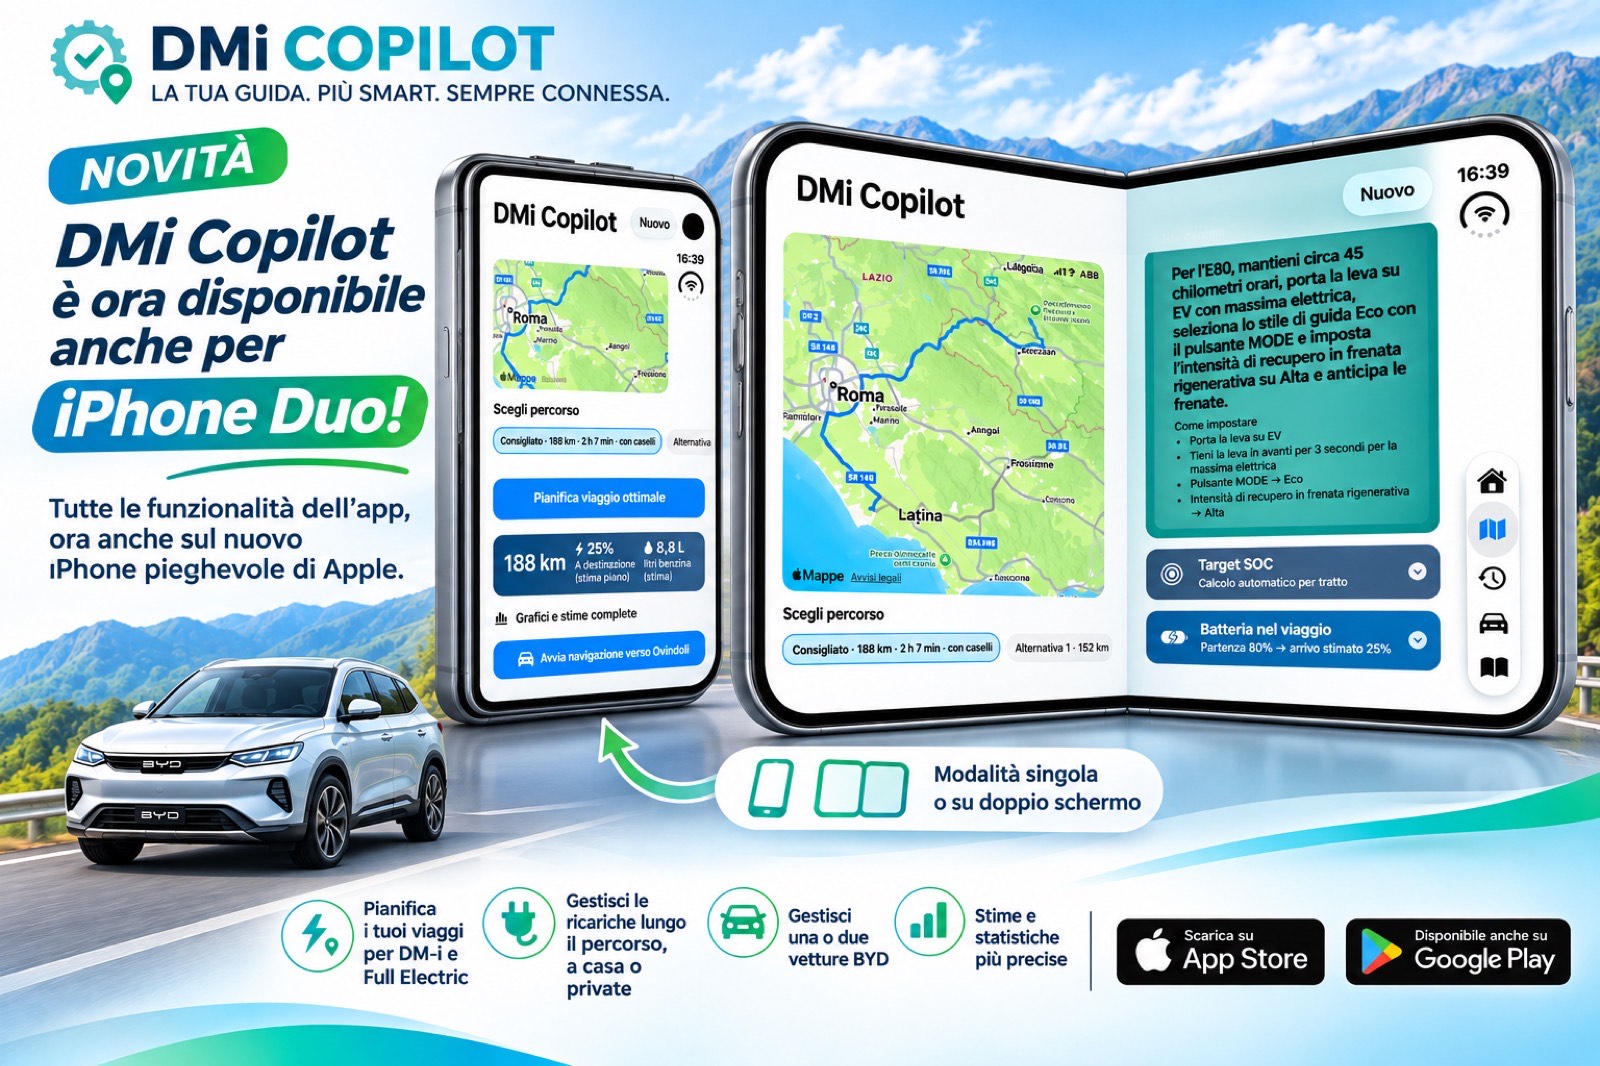 DMi COPILOT
LA TUA GUIDA. PIÙ SMART. SEMPRE CONNESSA.
NOVITÀ
DMi Copilot
è ora disponibile
anche per
iPhone Duo!
Tutte le funzionalità dell'app,
ora anche sul nuovo
iPhone pieghevole di Apple.
DMi Copilot
Nuovo
16:39
Roma
Marno
Mappe
Scegli percorso
Consigliato · 188 km · 2 h 7 min · con caselli
Alternativa
Pianifica viaggio ottimale
188 km
25%
A destinazione
(stima piano)
8,8 L
litri benzina
(stima)
Grafici e stime complete
Avvia navigazione verso Ovindoli
DMi Copilot
LAZIO
ABB
SR 148
Roma
Marino
Anngai
Frosinone
SR 148
Latina
Mappe
Avvisi legali
Scegli percorso
Consigliato · 188 km · 2 h 7 min · con caselli
Alternativa 1 · 152 km
Nuovo
16:39
Per l'E80, mantieni circa 45
chilometri orari, porta la leva su
EV con massima elettrica,
seleziona lo stile di guida Eco con
il pulsante MODE e imposta
l'intensità di recupero in frenata
rigenerativa su Alta e anticipa le
frenate.
Come impostare
• Porta la leva su EV
• Tieni la leva in avanti per 3 secondi per la
massima elettrica
• Pulsante MODE → Eco
• Intensità di recupero in frenata rigenerativa
→ Alta
Target SOC
Calcolo automatico per tratto
Batteria nel viaggio
Partenza 80% → arrivo stimato 25%
BYD
BYD
Modalità singola
o su doppio schermo
Pianifica
i tuoi viaggi
per DM-i e
Full Electric
Gestisci le
ricariche lungo
il percorso,
a casa o
private
Gestisci
una o due
vetture BYD
Stime e
statistiche
più precise
Scarica su
App Store
Disponibile anche su
Google Play